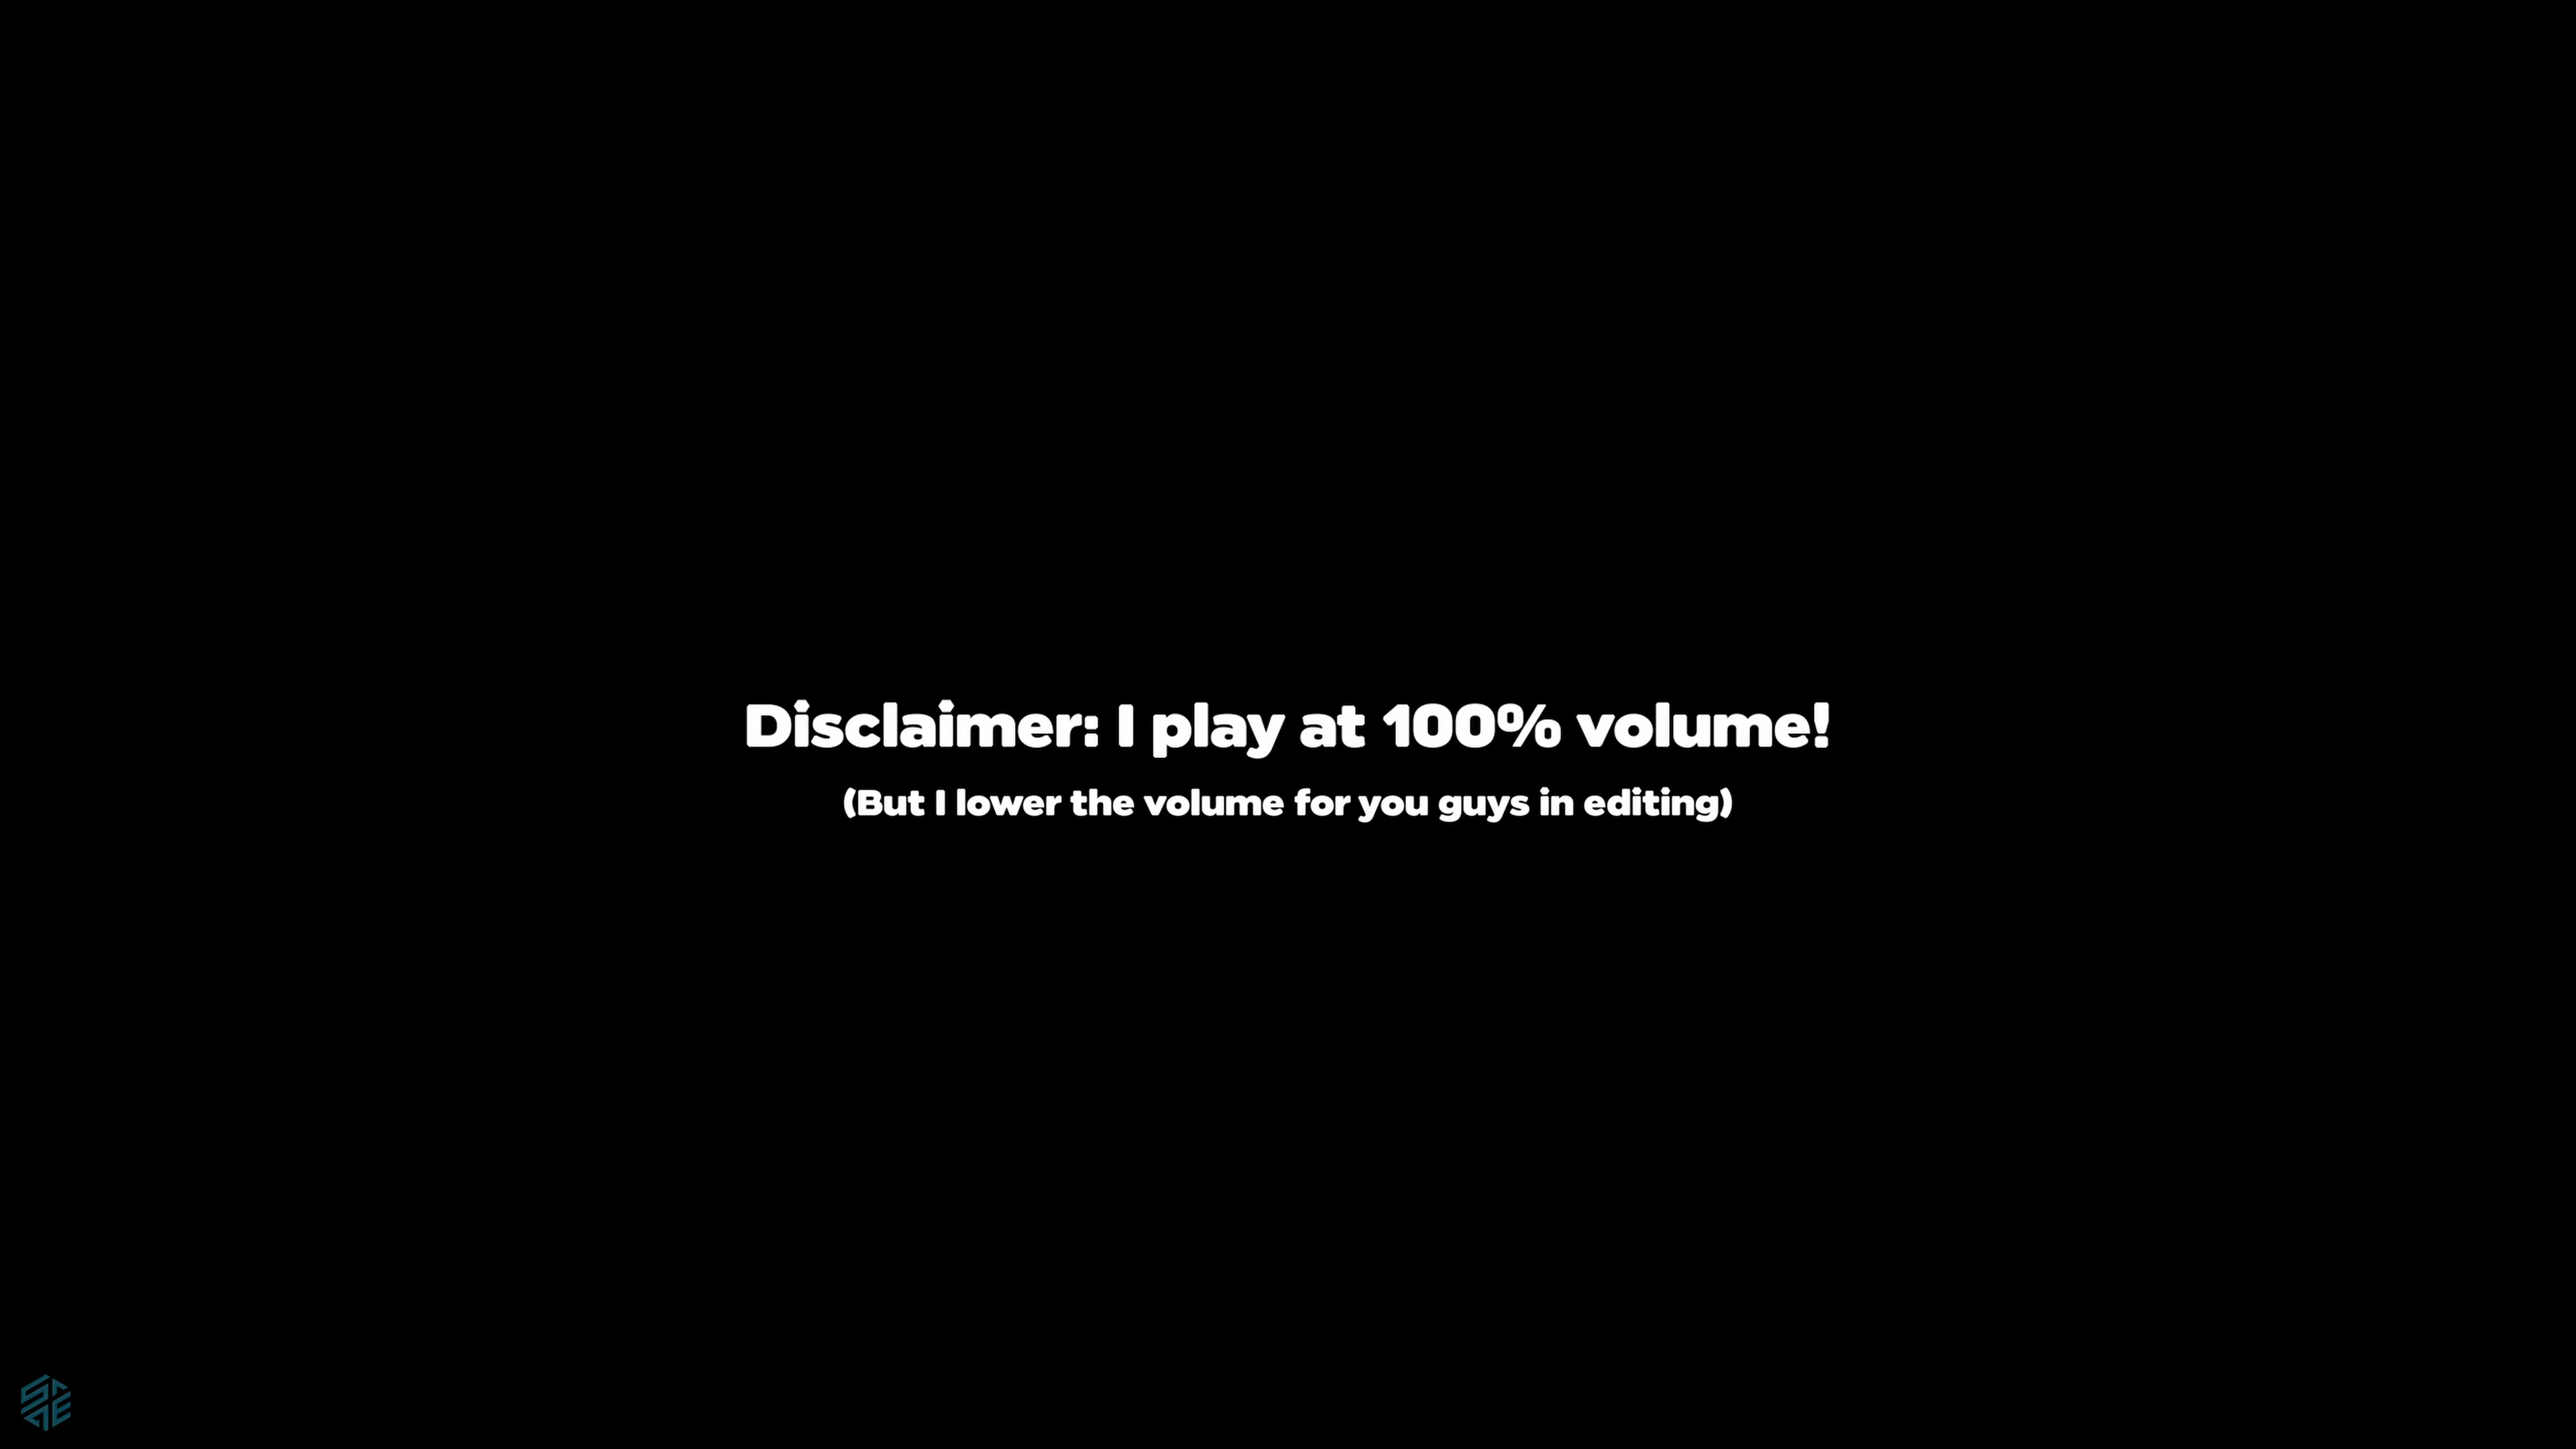 Disclaimer: I play at 100% volume!
(But I lower the volume for you guys in editing)